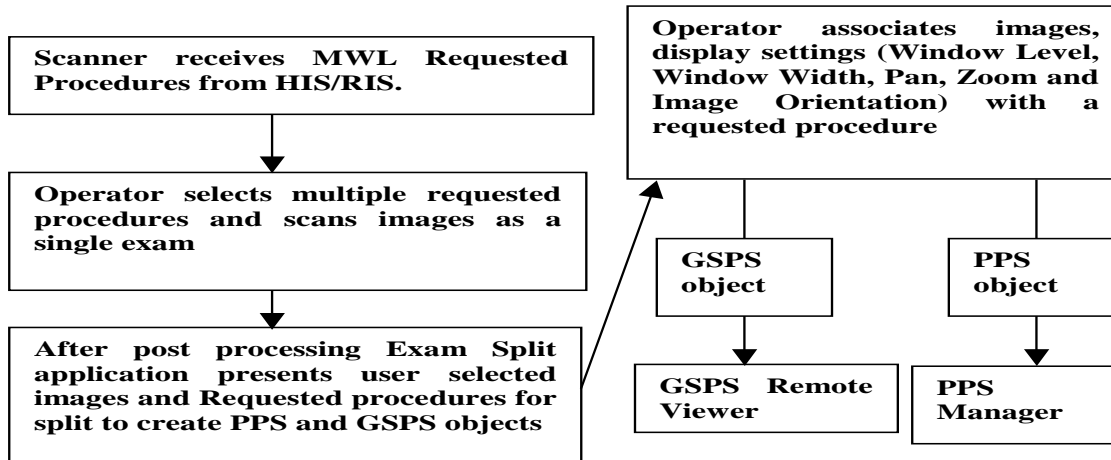 Scanner receives MWL Requested
Procedures from HIS/RIS.
Operator selects multiple requested
procedures and scans images as a
single exam
After post processing Exam Split
application presents user selected
images and Requested procedures for
split to create PPS and GSPS objects
Operator associates images,
display settings (Window Level,
Window Width, Pan, Zoom and
Image Orientation) with a
requested procedure
GSPS
object
PPS
object
GSPS Remote
Viewer
PPS
Manager